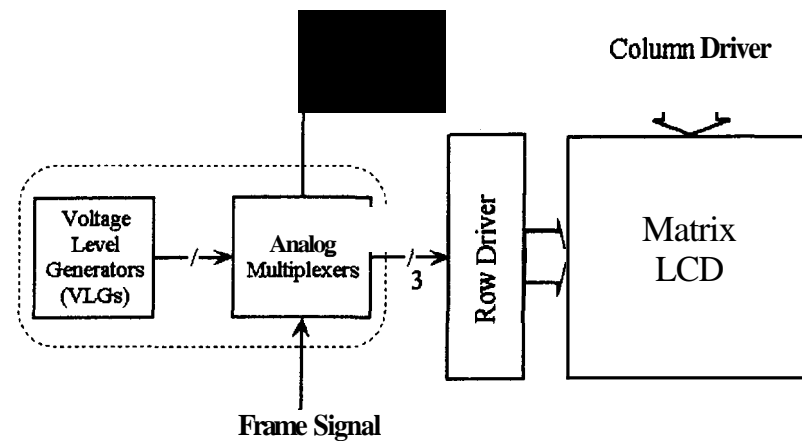 Column Driver
Voltage
Level
Generators
(VLGs)
Analog
Multiplexers
3
Row Driver
Matrix
LCD
Frame Signal